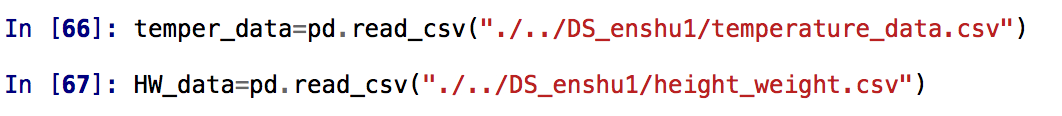 In [66]: temper_data=pd.read_csv("./../DS_enshu1/temperature_data.csv")
In [67]: HW_data=pd.read_csv("./../DS_enshu1/height_weight.csv")